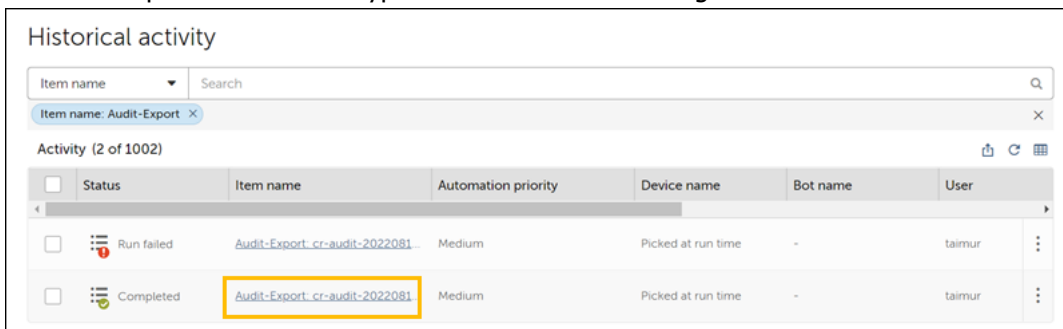 Historical activity
Item name Search
Item name: Audit-Export ×
Activity (2 of 1002)
Status Item name Automation priority Device name Bot name User
Run failed Audit-Export: cr-audit-2022081... Medium Picked at run time - taimur
Completed Audit-Export: cr-audit-2022081... Medium Picked at run time - taimur